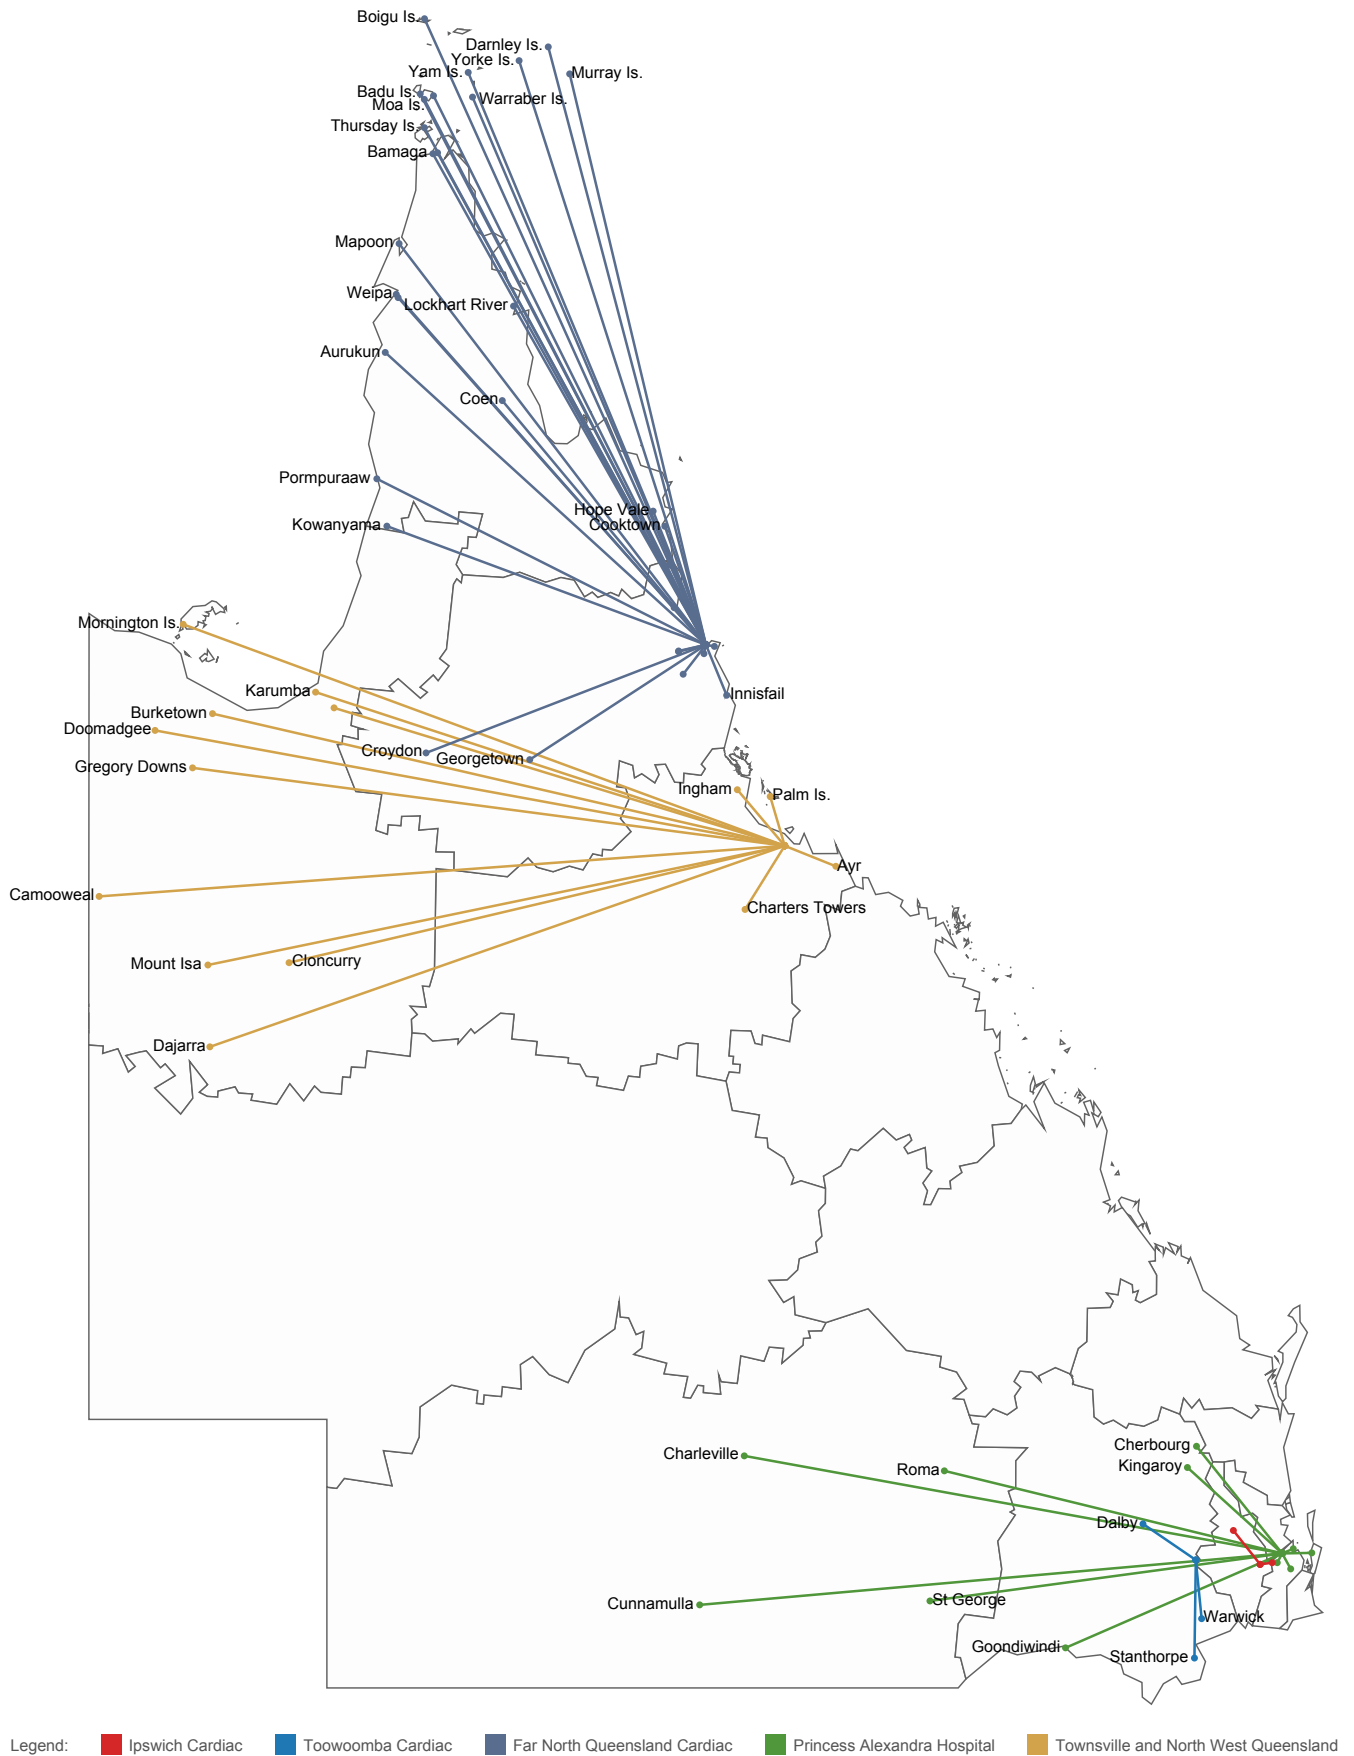 Boigu Is.
Darnley Is.
Yorke Is.
Yam Is.
Murray Is.
Badu Is.
Warraber Is.
Moa Is.
Thursday Is.
Bamaga
Mapoon
Weipa
Lockhart River
Aurukun
Coen
Pormpuraaw
Hope Vale
Kowanyama
Cooktown
Mornington Is.
Karumba
Innisfail
Burketown
Doomadgee
Croydon
Georgetown
Gregory Downs
Ingham
Palm Is.
Ayr
Camooweal
Charters Towers
Mount Isa
Cloncurry
Dajarra
Cherbourg
Charleville
Kingaroy
Roma
Dalby
St George
Cunnamulla
Warwick
Goondiwindi
Stanthorpe
Legend: Ipswich Cardiac Toowoomba Cardiac Far North Queensland Cardiac Princess Alexandra Hospital Townsville and North West Queensland